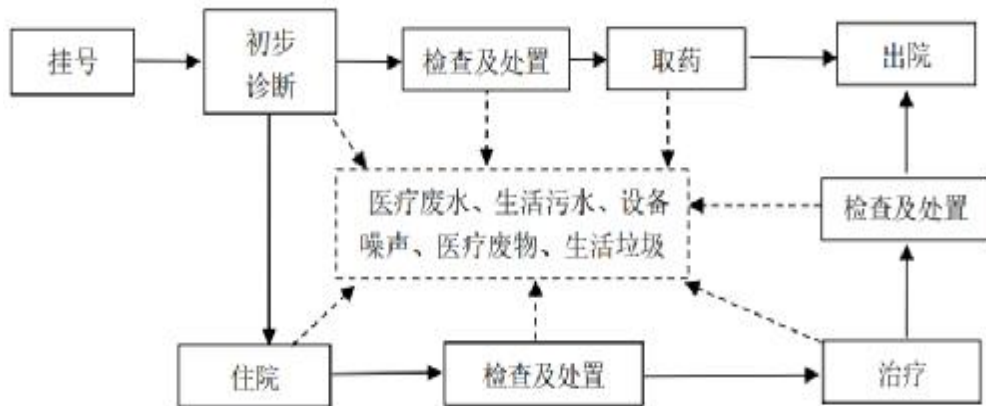 挂号
初步
诊断
检查及处置
取药
出院
医疗废水、生活污水、设备
噪声、医疗废物、生活垃圾
检查及处置
住院
检查及处置
治疗